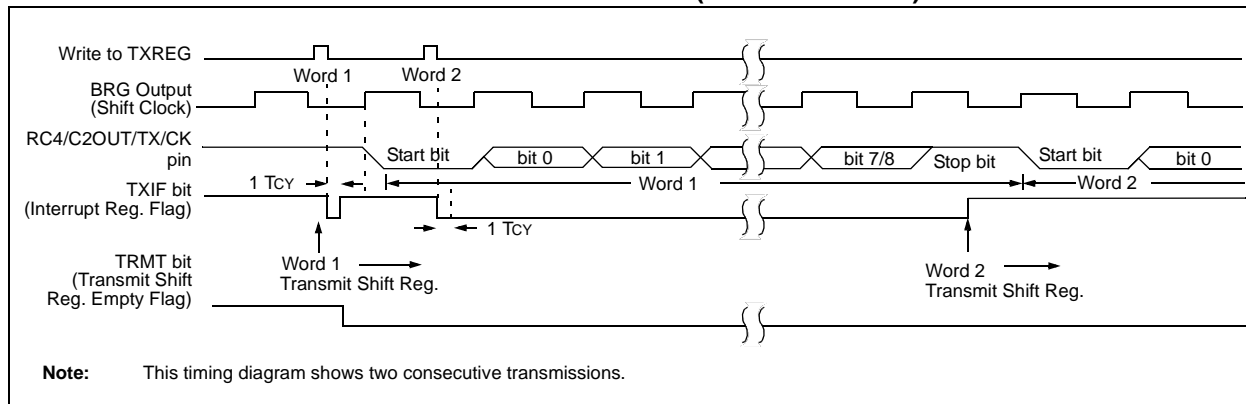 Write to TXREG
Word 1
Word 2
BRG Output
(Shift Clock)
RC4/C2OUT/TX/CK
pin
Start bit
bit 0
bit 1
bit 7/8
Stop bit
Start bit
bit 0
Word 1
Word 2
1 TCY
TXIF bit
(Interrupt Reg. Flag)
1 TCY
Word 1
Transmit Shift Reg.
Word 2
Transmit Shift Reg.
TRMT bit
(Transmit Shift
Reg. Empty Flag)
Note: This timing diagram shows two consecutive transmissions.